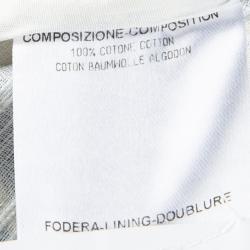 COMPOSIZIONE-COMPOSITION
100% COTONE COTTON
COTON BAUMWOLLE ALGODON
FODERA-LINING-DOUBLURE